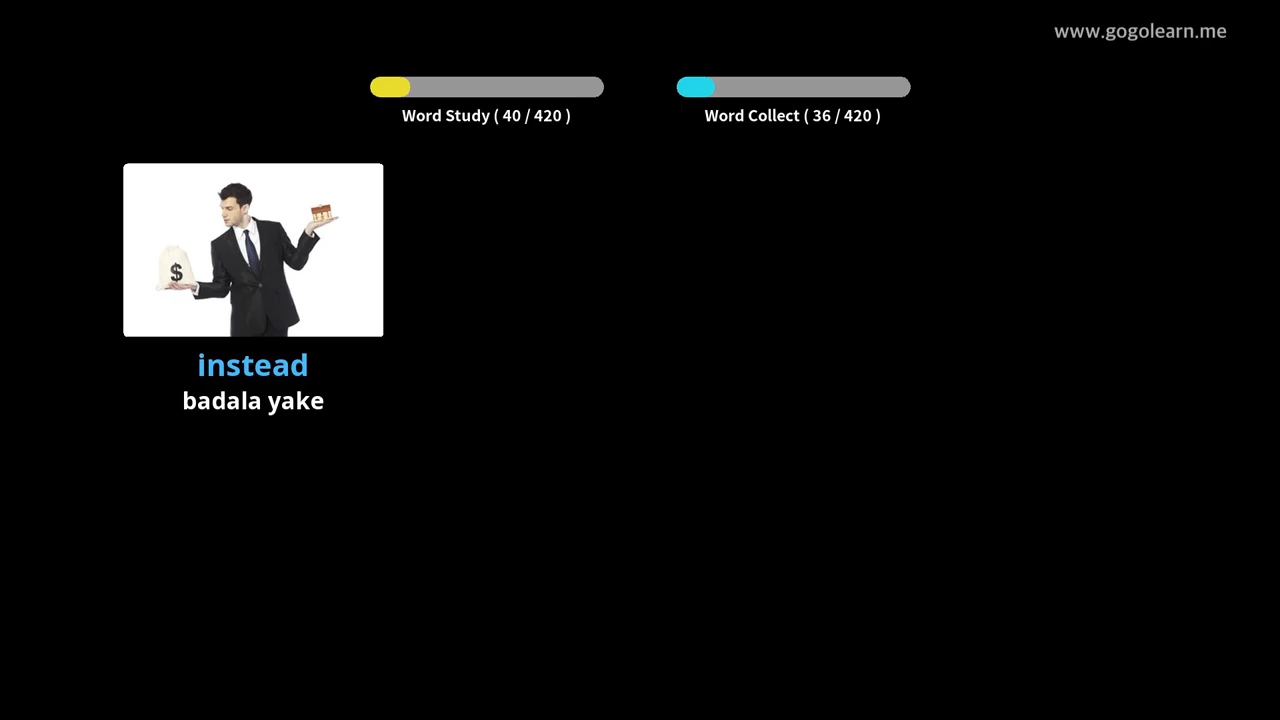 www.gogolearn.me
Word Study ( 40 / 420 )
Word Collect ( 36 / 420 )
$
instead
badala yake